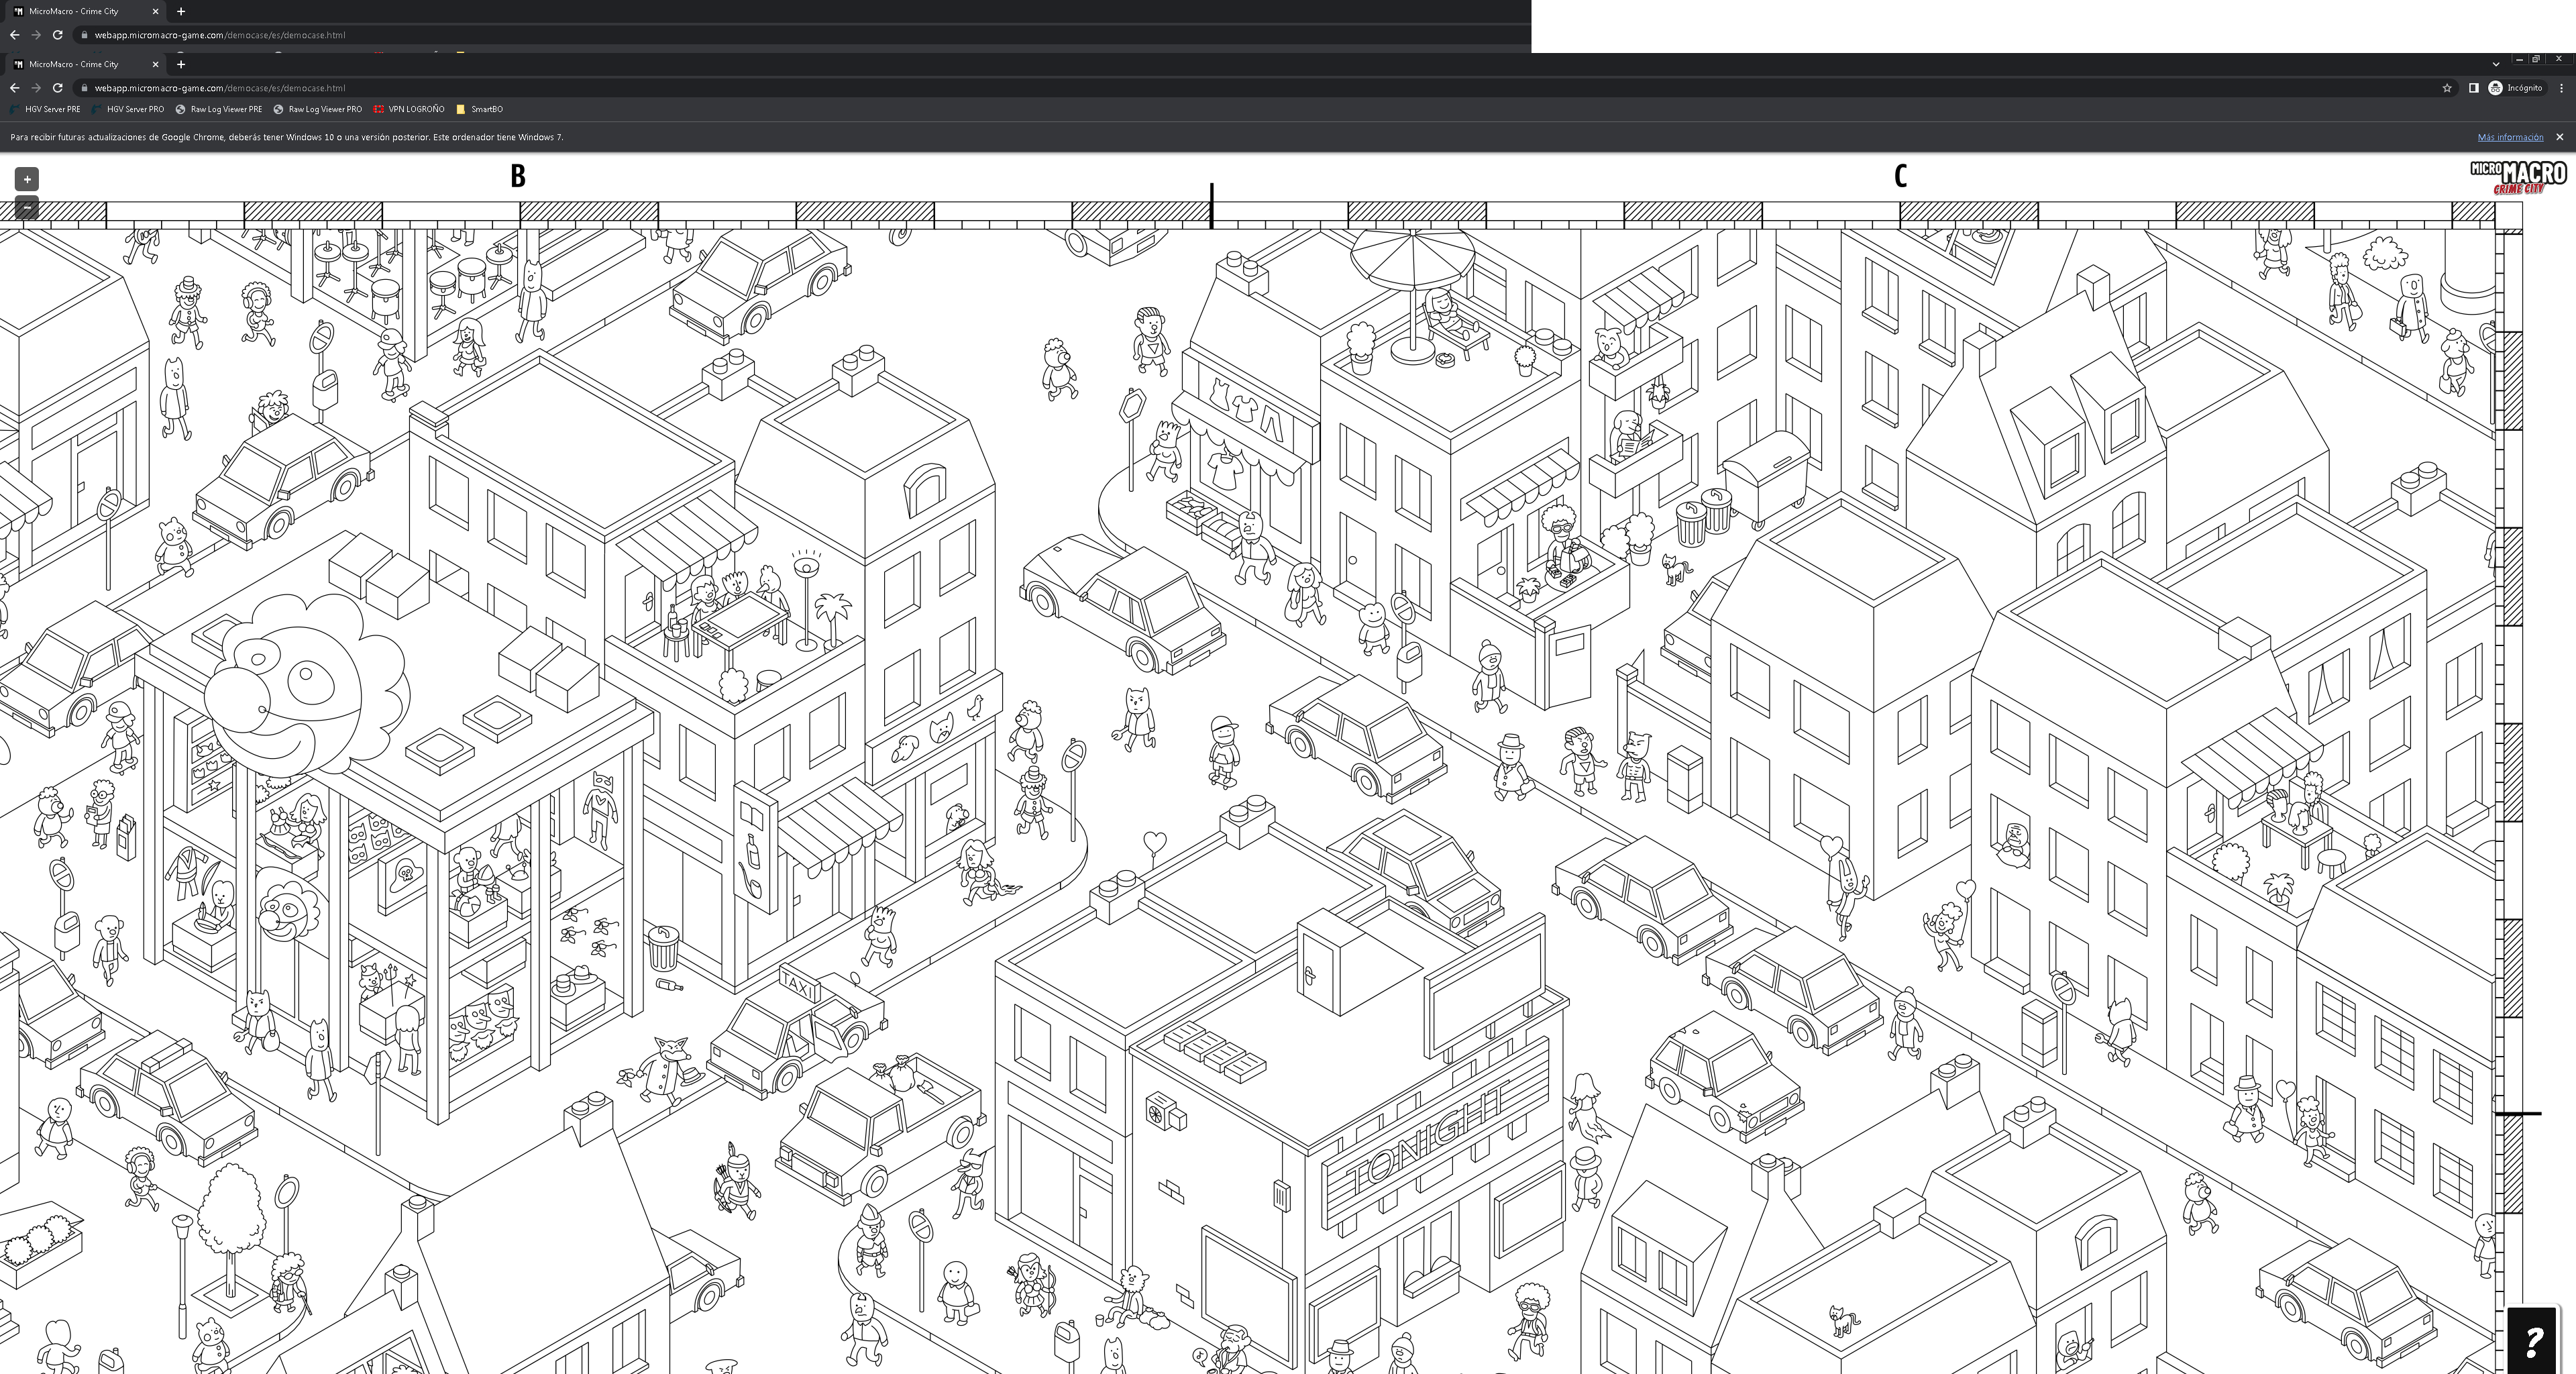 MicroMacro - Crime City
webapp.micromacro-game.com/democase/es/democase.html
MicroMacro - Crime City
webapp.micromacro-game.com/democase/es/democase.html
Incógnito
HGV Server PRE
HGV Server PRO
Raw Log Viewer PRE
Raw Log Viewer PRO
VPN LOGROÑO
SmartBO
Para recibir futuras actualizaciones de Google Chrome, deberás tener Windows 10 o una versión posterior. Este ordenador tiene Windows 7.
Más información
B
C
MICRO MACRO
CRIME CITY
TAXI
TONIGHT
?